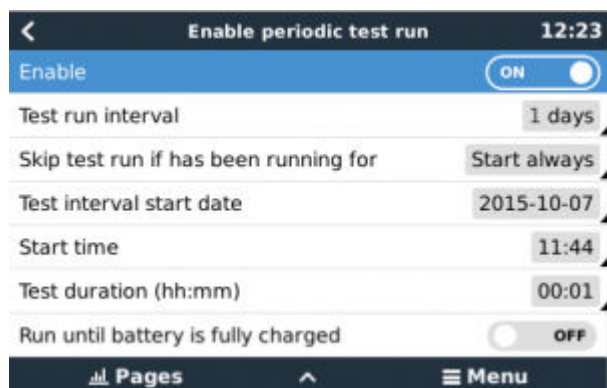 Enable periodic test run 12:23
Enable ON
Test run interval 1 days
Skip test run if has been running for Start always
Test interval start date 2015-10-07
Start time 11:44
Test duration (hh:mm) 00:01
Run until battery is fully charged OFF
Pages Menu